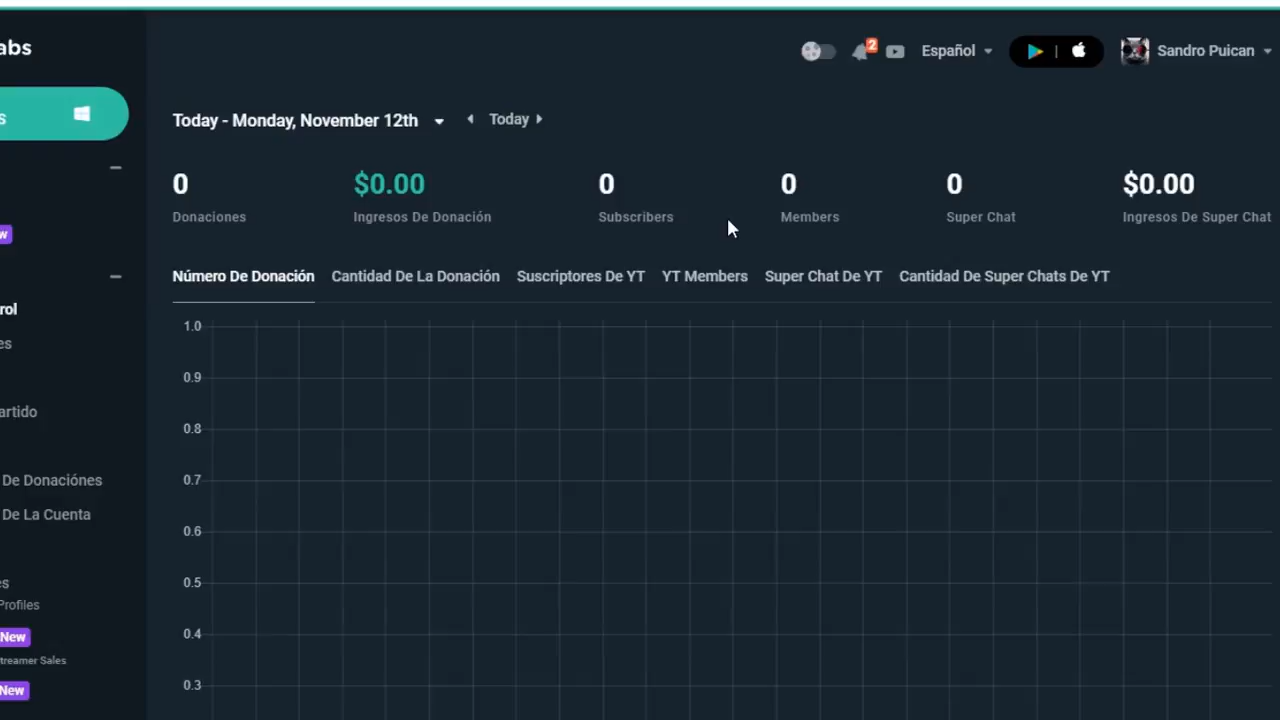 abs
2
Español
Sandro Puican
s
Today - Monday, November 12th
Today
0
$0.00
0
0
0
$0.00
Donaciones
Ingresos De Donación
Subscribers
Members
Super Chat
Ingresos De Super Chat
w
Número De Donación
Cantidad De La Donación
Suscriptores De YT
YT Members
Super Chat De YT
Cantidad De Super Chats De YT
rol
es
artido
De Donaciónes
De La Cuenta
es
Profiles
New
treamer Sales
New
1.0
0.9
0.8
0.7
0.6
0.5
0.4
0.3